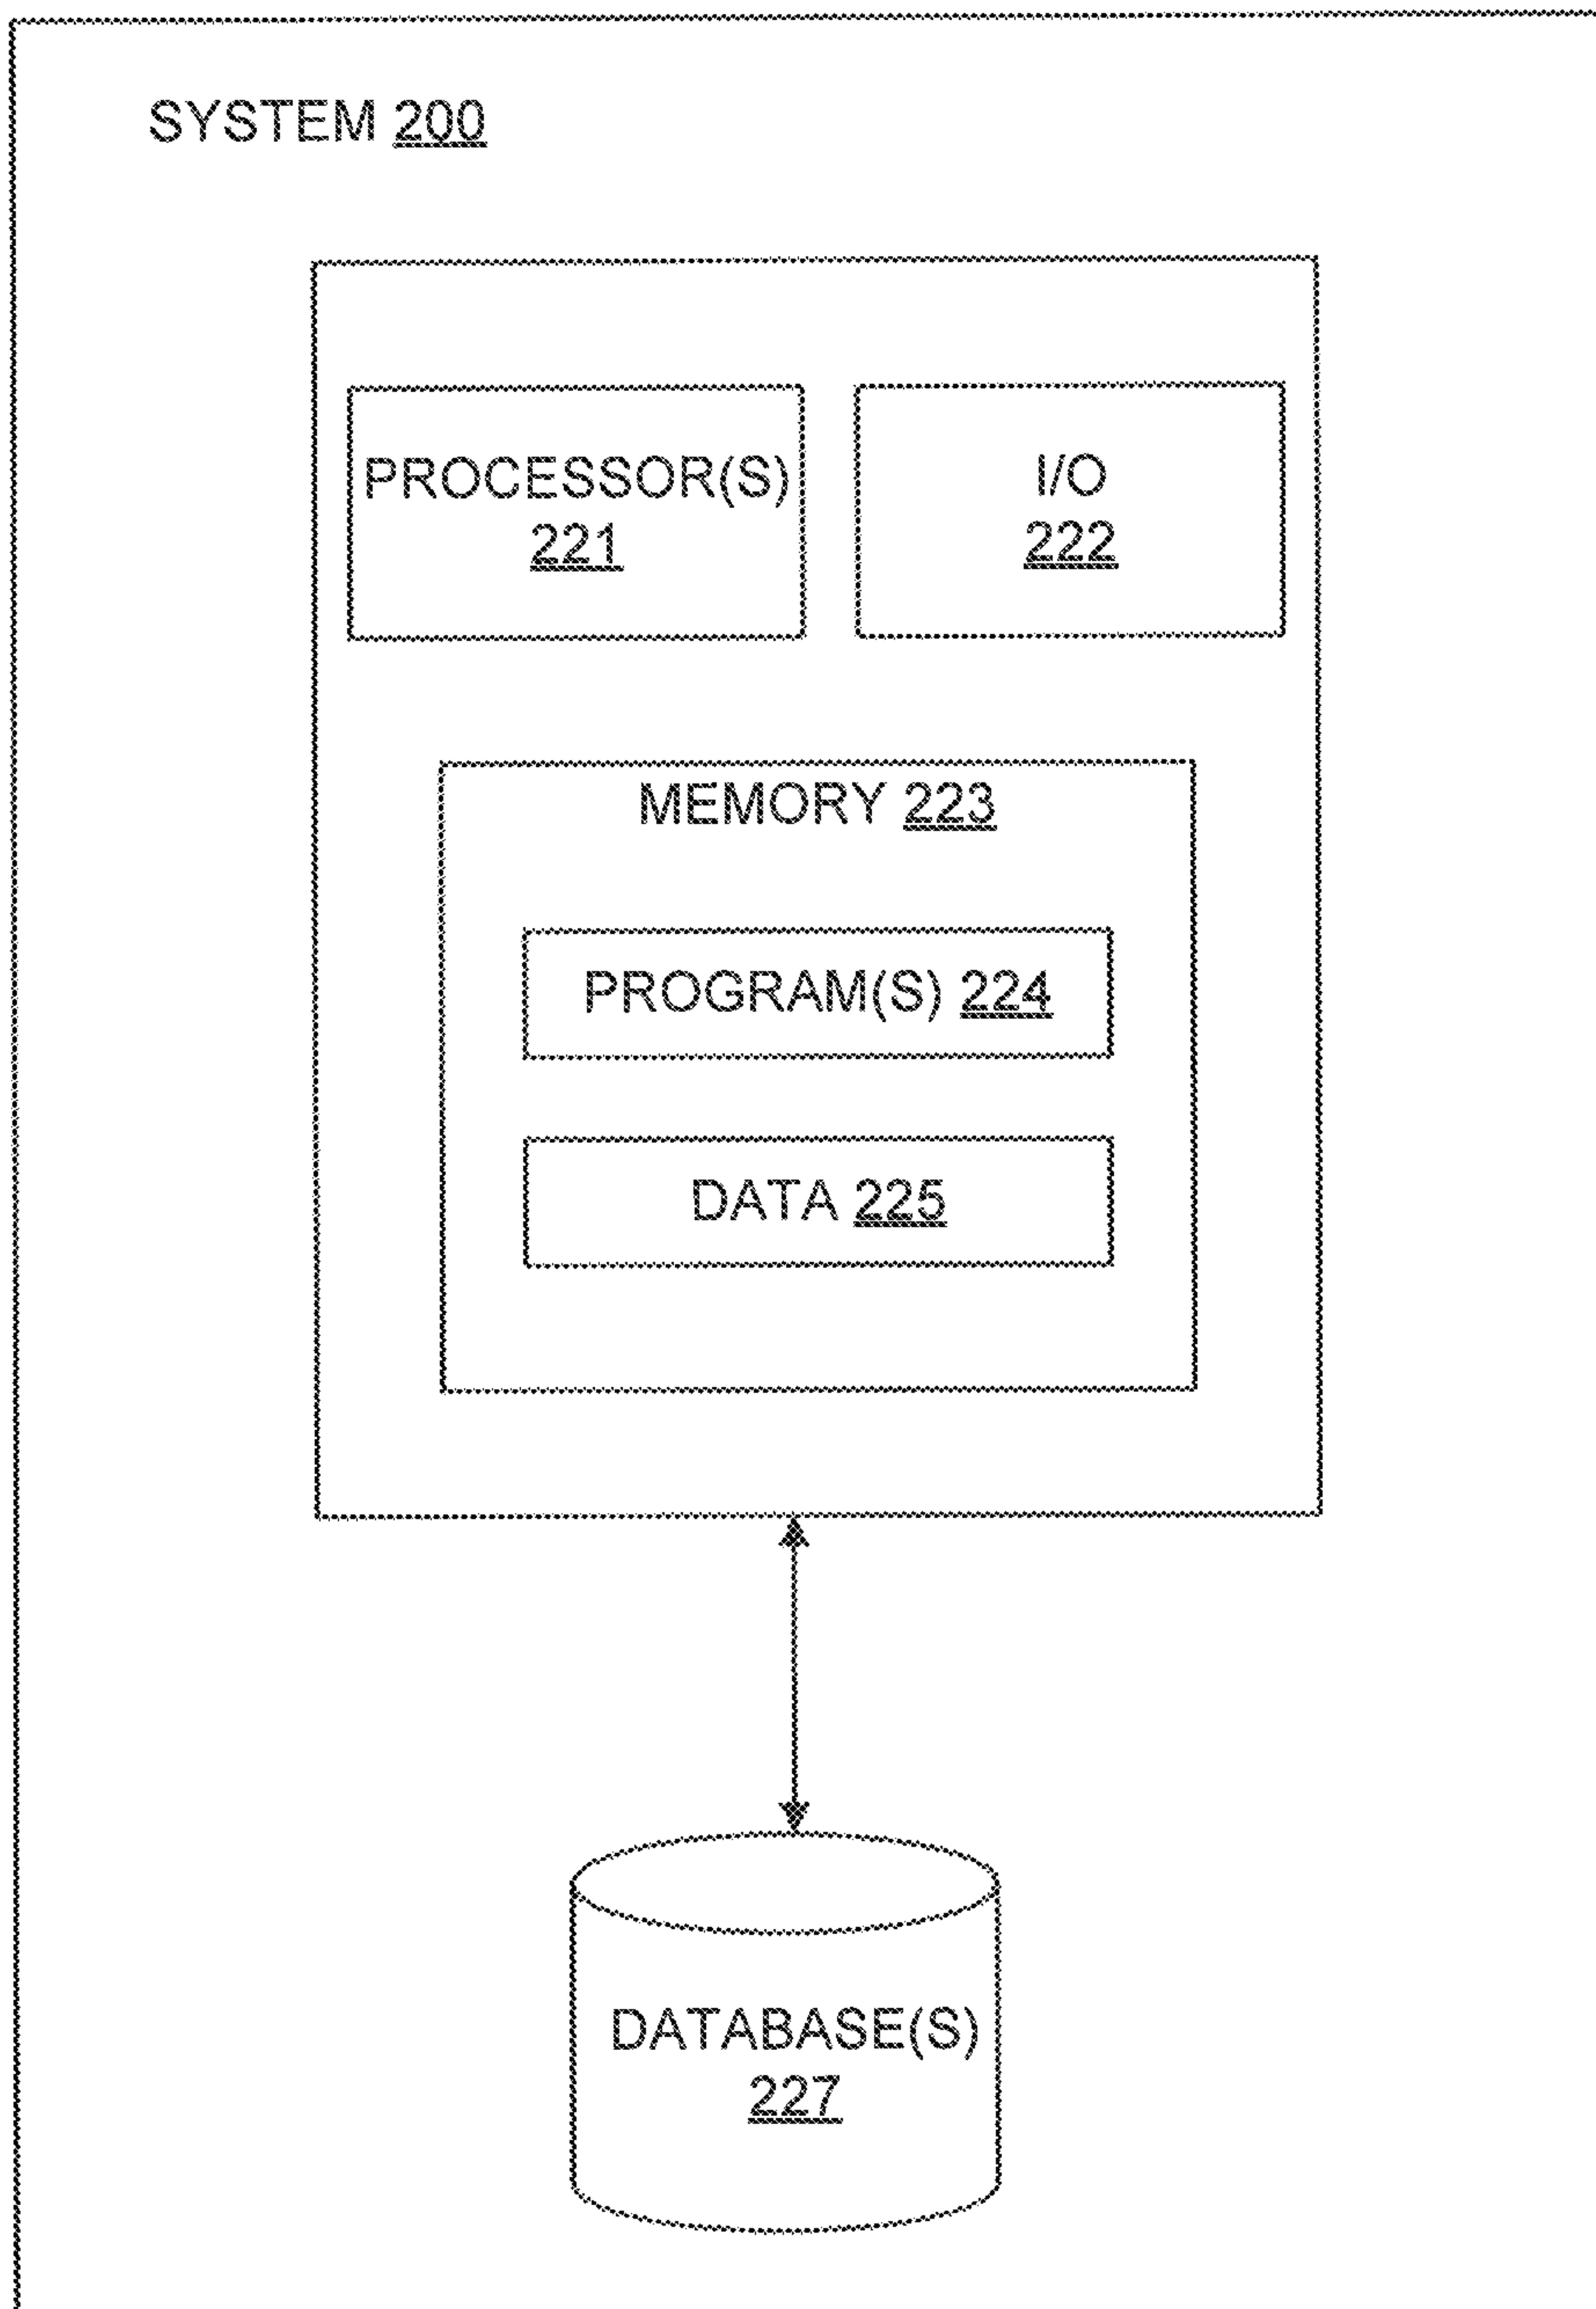 SYSTEM 200
PROCESSOR(S)
221
I/O
222
MEMORY 223
PROGRAM(S) 224
DATA 225
DATABASE(S)
227